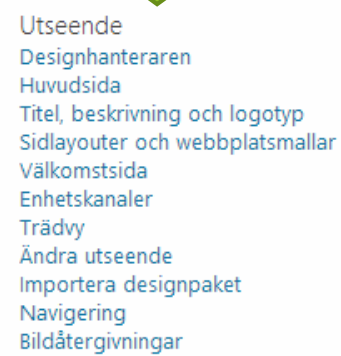 Utseende
Designhanteraren
Huvudsida
Titel, beskrivning och logotyp
Sidlayouter och webbplatsmallar
Välkomstsida
Enhetskanaler
Trädvy
Ändra utseende
Importera designpaket
Navigering
Bildåtergivningar